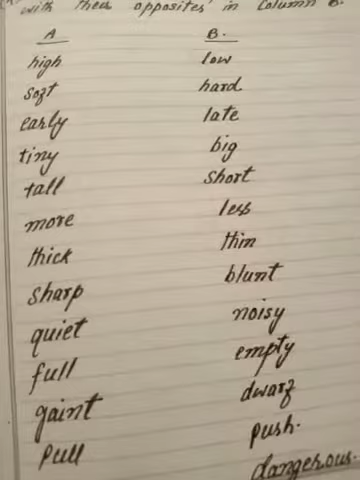 with their opposites in Column B.
A B.
high low
soft hard
early late
tiny big
tall short
more less
thick thin
sharp blunt
quiet noisy
full empty
gaint dwarf
pull push.
dangerous.